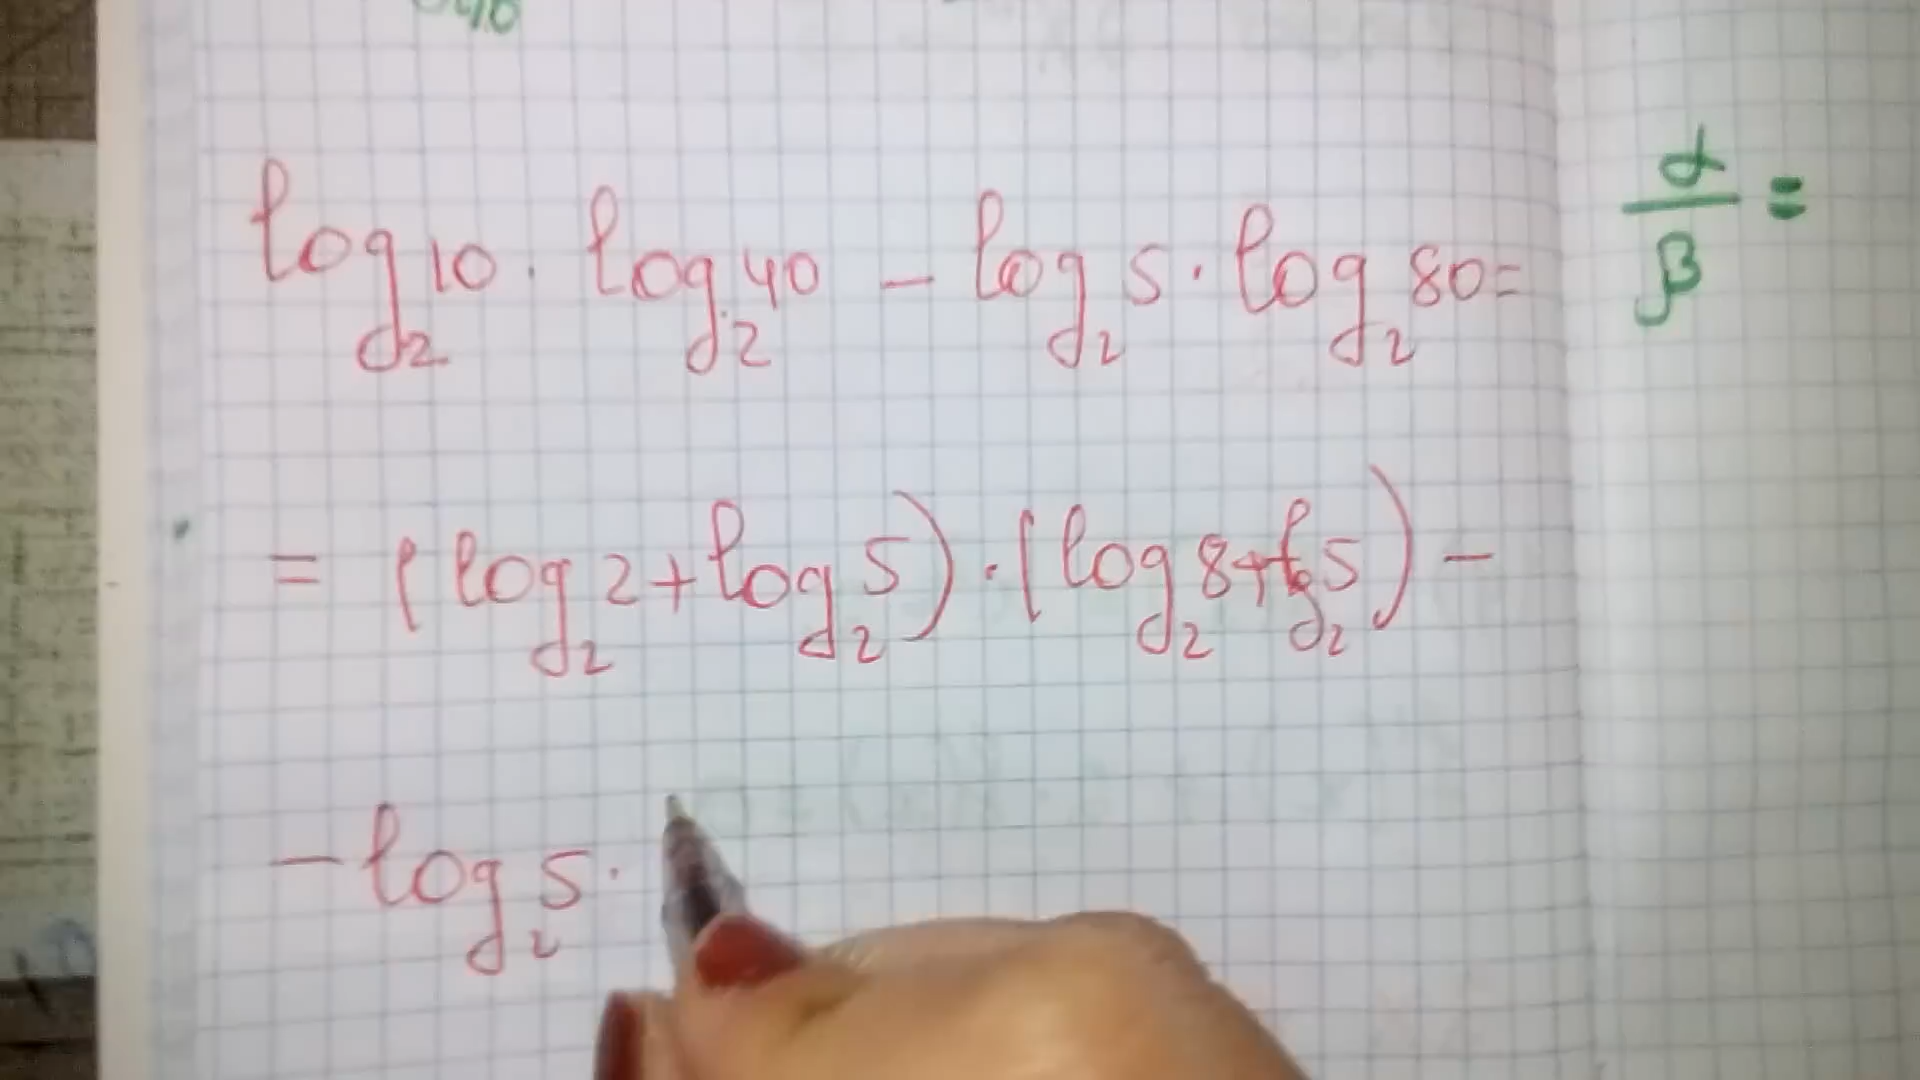 log₂10 · log₂40 - log₂5 · log₂80 =
= (log₂2 + log₂5) · (log₂8 + log₂5) -
- log₂5 ·
α/β =